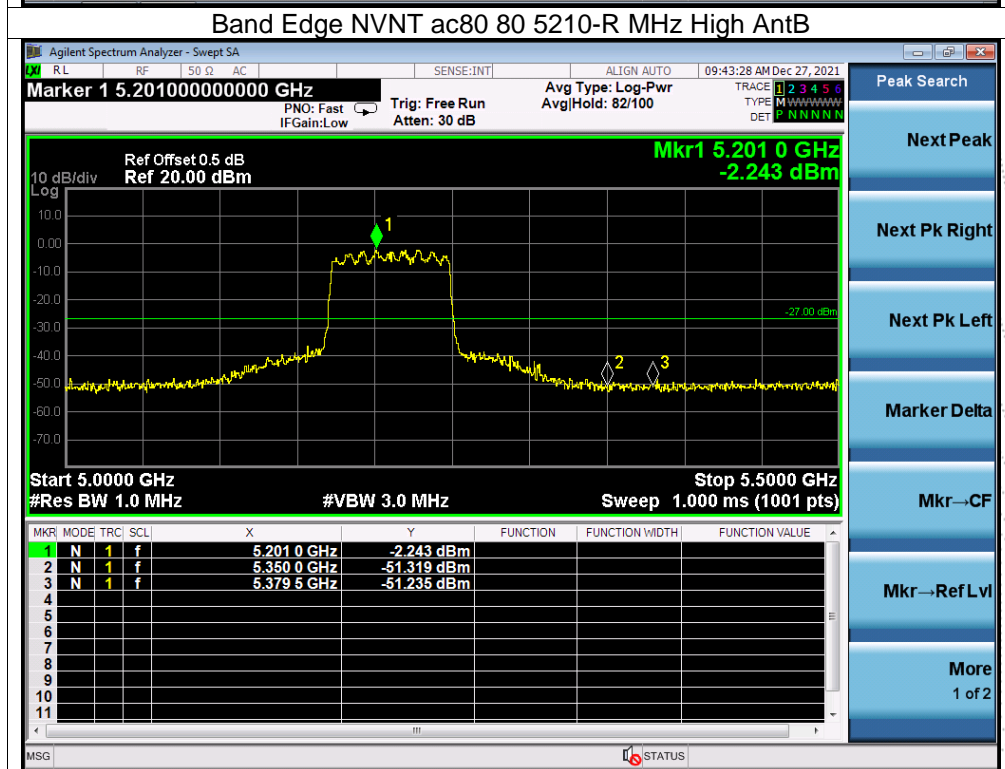 Band Edge NVNT ac80 80 5210-R MHz High AntB
Agilent Spectrum Analyzer - Swept SA
LXI RL RF 50 Ω AC SENSE:INT ALIGN AUTO 09:43:28 AM Dec 27, 2021
Marker 1 5.201000000000 GHz
PNO: Fast
IFGain:Low
Trig: Free Run
Atten: 30 dB
Avg Type: Log-Pwr
Avg|Hold: 82/100
TRACE 1 2 3 4 5 6
TYPE M WWWWW
DET P N N N N N
Peak Search
Mkr1 5.201 0 GHz
-2.243 dBm
Ref Offset 0.5 dB
10 dB/div Ref 20.00 dBm
Log
10.0
0.00
-10.0
-20.0
-30.0
-40.0
-50.0
-60.0
-70.0
1
-27.00 dBm
2
3
Start 5.0000 GHz Stop 5.5000 GHz
#Res BW 1.0 MHz #VBW 3.0 MHz Sweep 1.000 ms (1001 pts)
MKR MODE TRC SCL X Y FUNCTION FUNCTION WIDTH FUNCTION VALUE
1 N 1 f 5.201 0 GHz -2.243 dBm
2 N 1 f 5.350 0 GHz -51.319 dBm
3 N 1 f 5.379 5 GHz -51.235 dBm
4
5
6
7
8
9
10
11
Next Peak
Next Pk Right
Next Pk Left
Marker Delta
Mkr→CF
Mkr→Ref Lvl
More
1 of 2
MSG STATUS